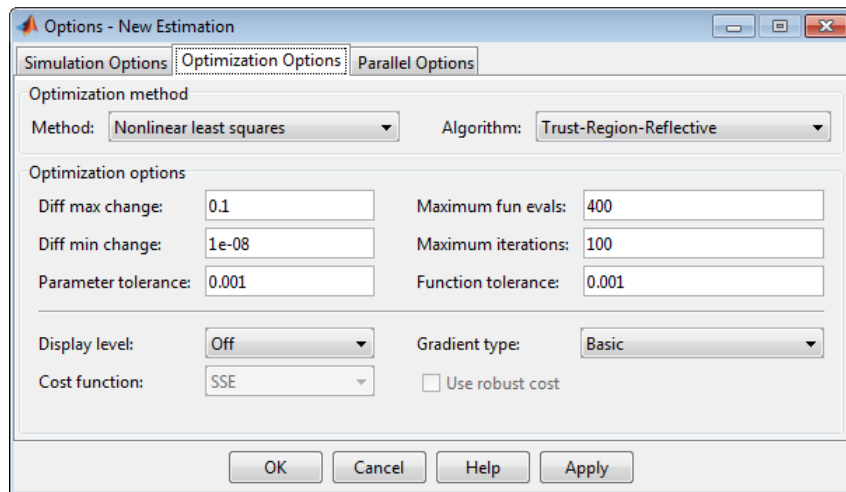 Options - New Estimation
Simulation Options Optimization Options Parallel Options
Optimization method
Method: Nonlinear least squares Algorithm: Trust-Region-Reflective
Optimization options
Diff max change: 0.1 Maximum fun evals: 400
Diff min change: 1e-08 Maximum iterations: 100
Parameter tolerance: 0.001 Function tolerance: 0.001
Display level: Off Gradient type: Basic
Cost function: SSE Use robust cost
OK Cancel Help Apply